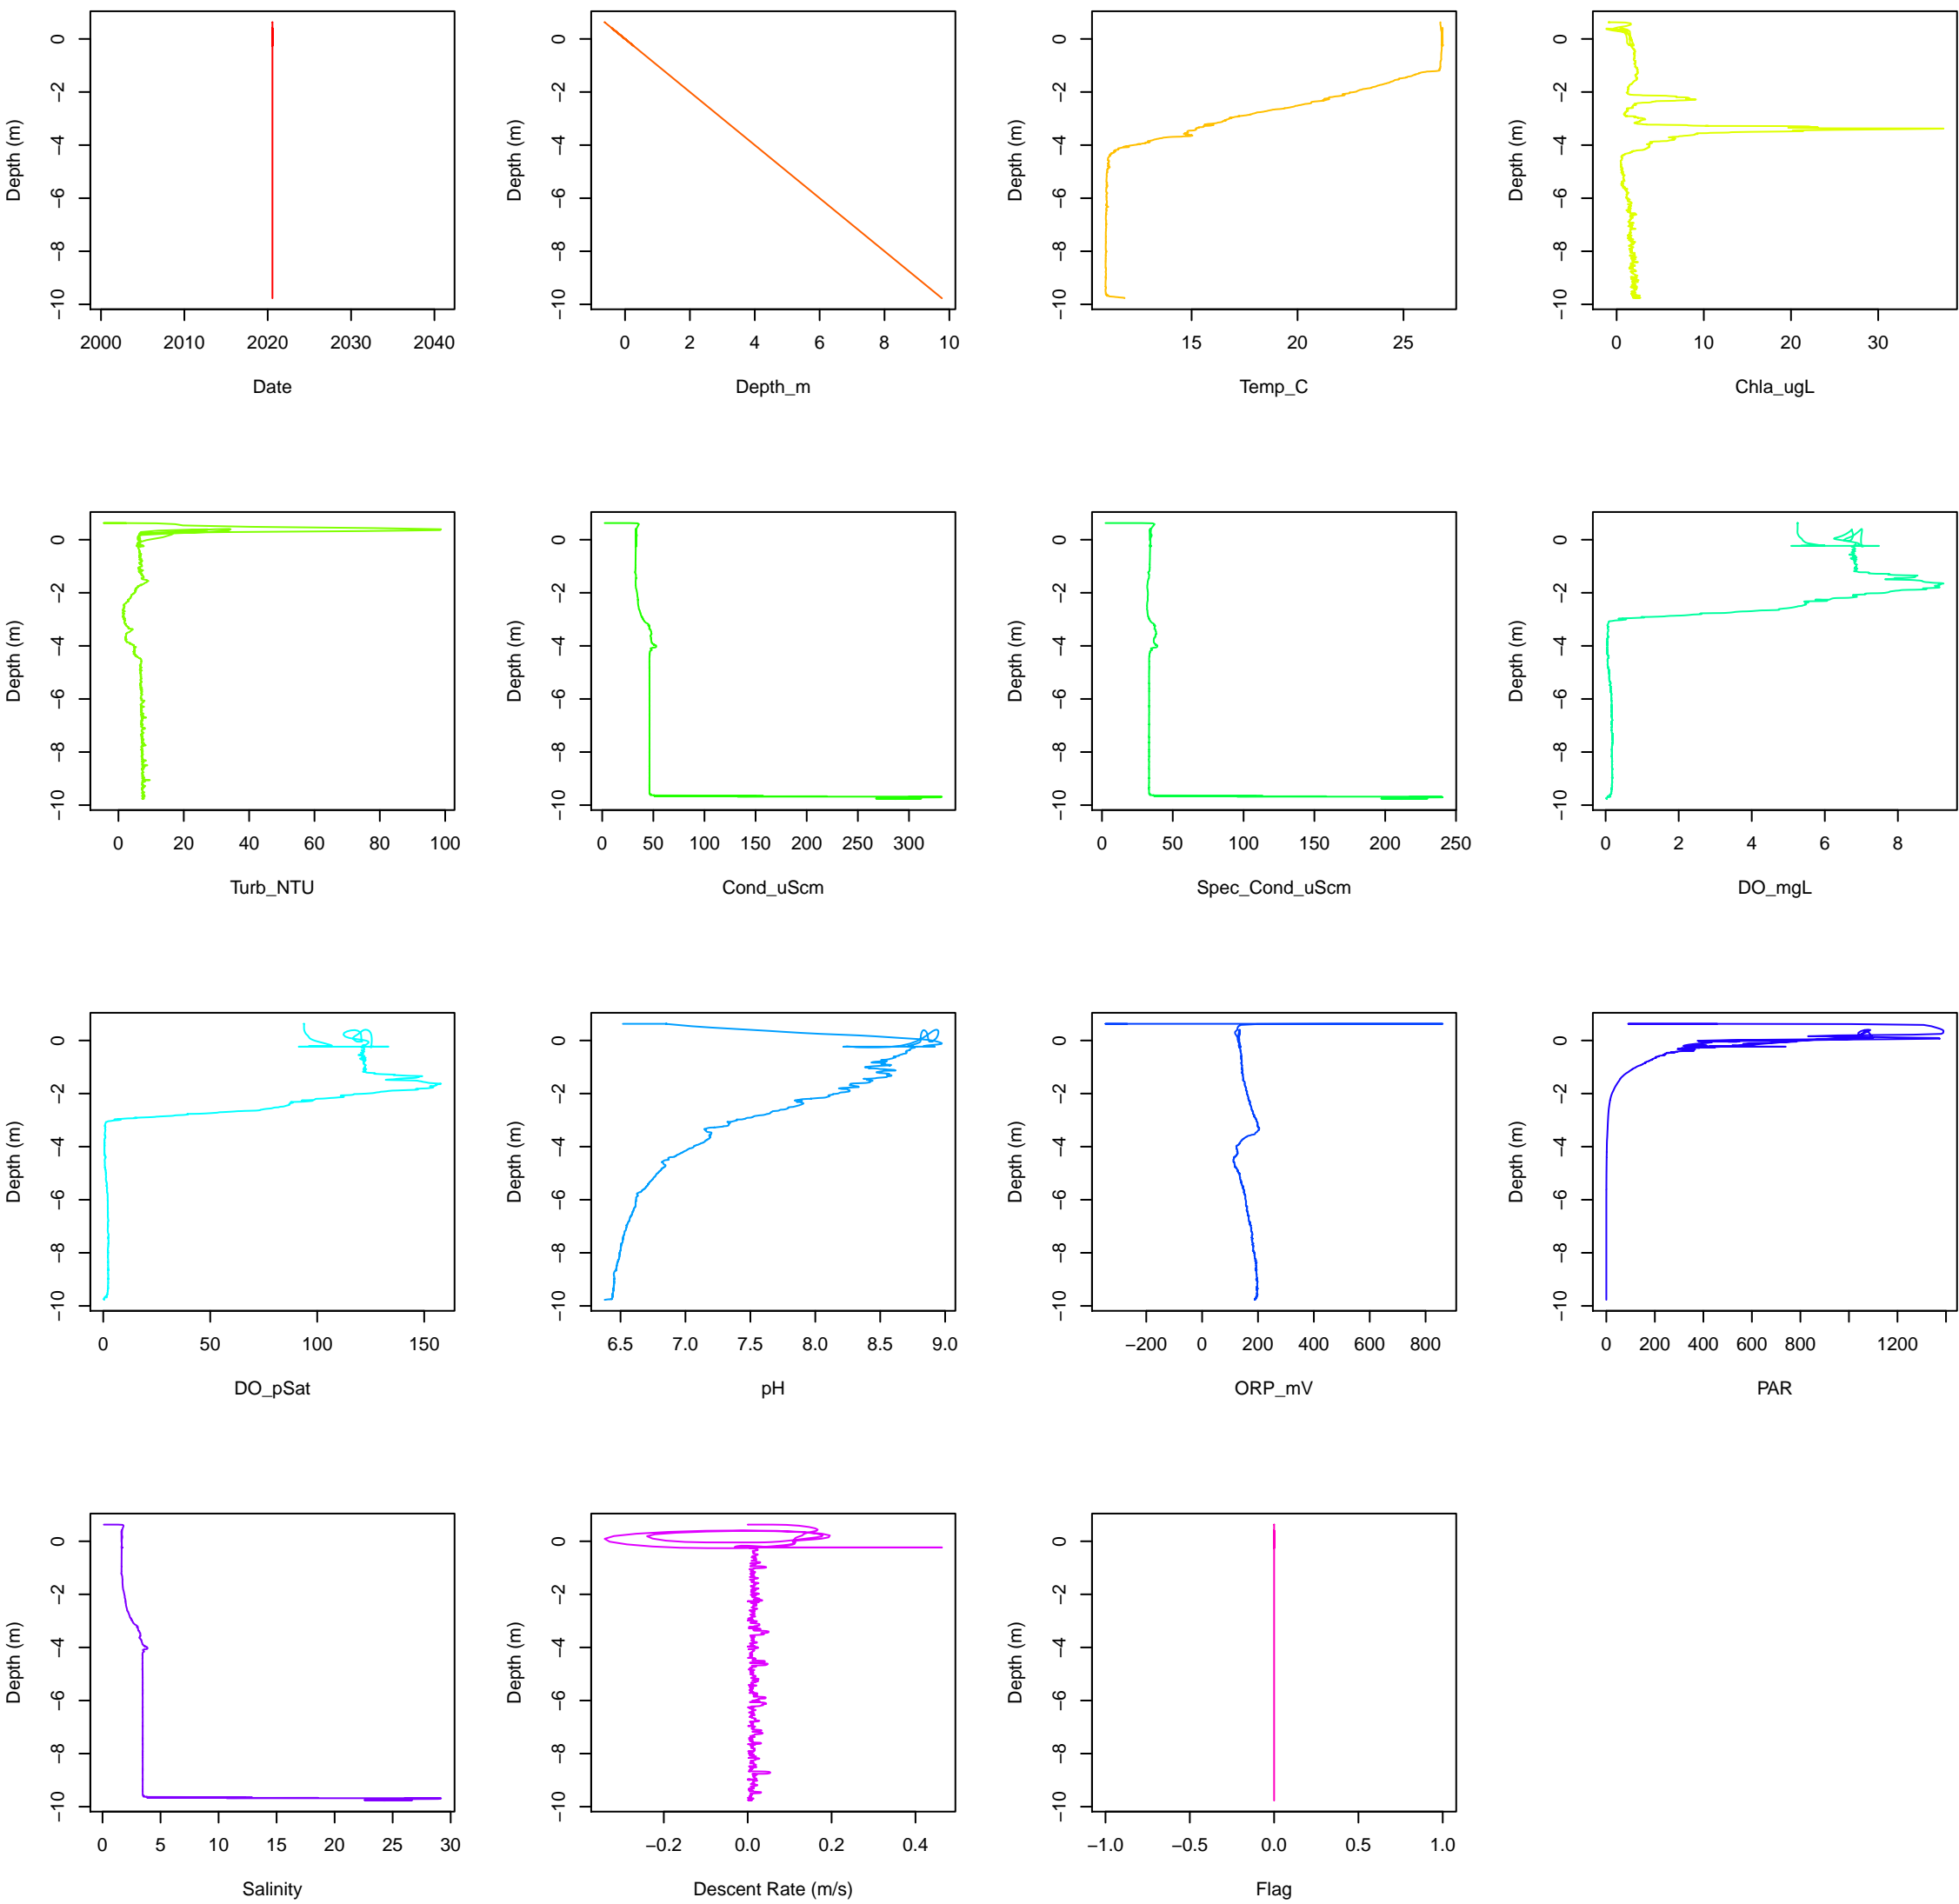 0 −2 −4 −6 −8 −10
Depth (m)
2000 2010 2020 2030 2040
Date
0 −2 −4 −6 −8 −10
Depth (m)
0 2 4 6 8 10
Depth_m
0 −2 −4 −6 −8 −10
Depth (m)
15 20 25
Temp_C
0 −2 −4 −6 −8 −10
Depth (m)
0 10 20 30
Chla_ugL
0 −2 −4 −6 −8 −10
Depth (m)
0 20 40 60 80 100
Turb_NTU
0 −2 −4 −6 −8 −10
Depth (m)
0 50 100 150 200 250 300
Cond_uScm
0 −2 −4 −6 −8 −10
Depth (m)
0 50 100 150 200 250
Spec_Cond_uScm
0 −2 −4 −6 −8 −10
Depth (m)
0 2 4 6 8
DO_mgL
0 −2 −4 −6 −8 −10
Depth (m)
0 50 100 150
DO_pSat
0 −2 −4 −6 −8 −10
Depth (m)
6.5 7.0 7.5 8.0 8.5 9.0
pH
0 −2 −4 −6 −8 −10
Depth (m)
−200 0 200 400 600 800
ORP_mV
0 −2 −4 −6 −8 −10
Depth (m)
0 200 400 600 800 1200
PAR
0 −2 −4 −6 −8 −10
Depth (m)
0 5 10 15 20 25 30
Salinity
0 −2 −4 −6 −8 −10
Depth (m)
−0.2 0.0 0.2 0.4
Descent Rate (m/s)
0 −2 −4 −6 −8 −10
Depth (m)
−1.0 −0.5 0.0 0.5 1.0
Flag